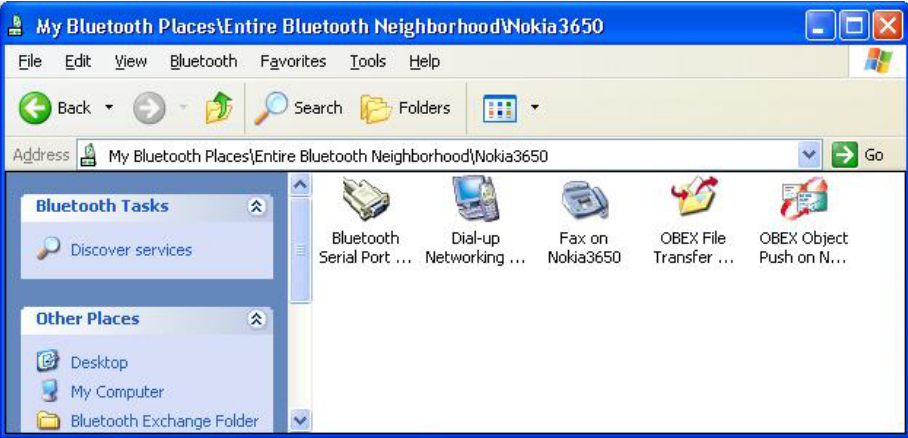 My Bluetooth Places\Entire Bluetooth Neighborhood\Nokia3650
File Edit View Bluetooth Favorites Tools Help
Back Search Folders
Address My Bluetooth Places\Entire Bluetooth Neighborhood\Nokia3650 Go
Bluetooth Tasks
Discover services
Other Places
Desktop
My Computer
Bluetooth Exchange Folder
Bluetooth
Serial Port ...
Dial-up
Networking ...
Fax on
Nokia3650
OBEX File
Transfer ...
OBEX Object
Push on N...